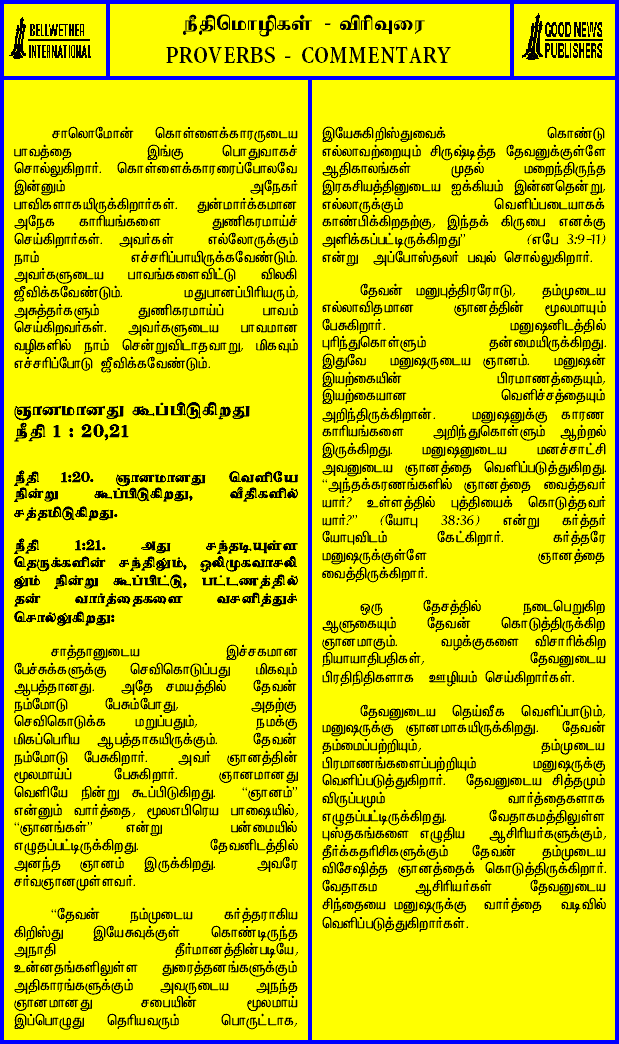 BELLWETHER
INTERNATIONAL
நீதிமொழிகள் - விரிவுரை
PROVERBS - COMMENTARY
GOOD NEWS
PUBLISHERS
சாலொமோன் கொள்ளைக்காரருடைய
பாவத்தை இங்கு பொதுவாகச்
சொல்லுகிறார். கொள்ளைக்காரரைப்போலவே
இன்னும் அநேகர்
பாவிகளாகயிருக்கிறார்கள். துன்மார்க்கமான
அநேக காரியங்களை துணிகரமாய்ச்
செய்கிறார்கள். அவர்கள் எல்லோருக்கும்
நாம் எச்சரிப்பாயிருக்கவேண்டும்.
அவர்களுடைய பாவங்களைவிட்டு விலகி
ஜீவிக்கவேண்டும். மதுபானப்பிரியரும்,
அசுத்தர்களும் துணிகரமாய்ப் பாவம்
செய்கிறவர்கள். அவர்களுடைய பாவமான
வழிகளில் நாம் சென்றுவிடாதவாறு, மிகவும்
எச்சரிப்போடு ஜீவிக்கவேண்டும்.
ஞானமானது கூப்பிடுகிறது
நீதி 1 : 20,21
நீதி 1:20. ஞானமானது வெளியே
நின்று கூப்பிடுகிறது, வீதிகளில்
சத்தமிடுகிறது.
நீதி 1:21. அது சந்தடியுள்ள
தெருக்களின் சந்திலும், ஒலிமுகவாசலி
லும் நின்று கூப்பிட்டு, பட்டணத்தில்
தன் வார்த்தைகளை வசனித்துச்
சொல்லுகிறது:
சாத்தானுடைய இச்சகமான
பேச்சுக்களுக்கு செவிகொடுப்பது மிகவும்
ஆபத்தானது. அதே சமயத்தில் தேவன்
நம்மோடு பேசும்போது, அதற்கு
செவிகொடுக்க மறுப்பதும், நமக்கு
மிகப்பெரிய ஆபத்தாகயிருக்கும். தேவன்
நம்மோடு பேசுகிறார். அவர் ஞானத்தின்
மூலமாய்ப் பேசுகிறார். ஞானமானது
வெளியே நின்று கூப்பிடுகிறது. “ஞானம்”
என்னும் வார்த்தை, மூலஎபிரெய பாஷையில்,
“ஞானங்கள்” என்று பன்மையில்
எழுதப்பட்டிருக்கிறது. தேவனிடத்தில்
அனந்த ஞானம் இருக்கிறது. அவரே
சர்வஞானமுள்ளவர்.
“தேவன் நம்முடைய கர்த்தராகிய
கிறிஸ்து இயேசுவுக்குள் கொண்டிருந்த
அநாதி தீர்மானத்தின்படியே,
உன்னதங்களிலுள்ள துரைத்தனங்களுக்கும்
அதிகாரங்களுக்கும் அவருடைய அநந்த
ஞானமானது சபையின் மூலமாய்
இப்பொழுது தெரியவரும் பொருட்டாக,
இயேசுகிறிஸ்துவைக் கொண்டு
எல்லாவற்றையும் சிருஷ்டித்த தேவனுக்குள்ளே
ஆதிகாலங்கள் முதல் மறைந்திருந்த
இரகசியத்தினுடைய ஐக்கியம் இன்னதென்று,
எல்லாருக்கும் வெளிப்படையாகக்
காண்பிக்கிறதற்கு, இந்தக் கிருபை எனக்கு
அளிக்கப்பட்டிருக்கிறது” (எபே 3:9-11)
என்று அப்போஸ்தலர் பவுல் சொல்லுகிறார்.
தேவன் மனுபுத்திரரோடு, தம்முடைய
எல்லாவிதமான ஞானத்தின் மூலமாயும்
பேசுகிறார். மனுஷனிடத்தில்
புரிந்துகொள்ளும் தன்மையிருக்கிறது.
இதுவே மனுஷருடைய ஞானம். மனுஷன்
இயற்கையின் பிரமாணத்தையும்,
இயற்கையான வெளிச்சத்தையும்
அறிந்திருக்கிறான். மனுஷனுக்கு காரண
காரியங்களை அறிந்துகொள்ளும் ஆற்றல்
இருக்கிறது. மனுஷனுடைய மனச்சாட்சி
அவனுடைய ஞானத்தை வெளிப்படுத்துகிறது.
“அந்தக்கரணங்களில் ஞானத்தை வைத்தவர்
யார்? உள்ளத்தில் புத்தியைக் கொடுத்தவர்
யார்?” (யோபு 38:36) என்று கர்த்தர்
யோபுவிடம் கேட்கிறார். கர்த்தரே
மனுஷருக்குள்ளே ஞானத்தை
வைத்திருக்கிறார்.
ஒரு தேசத்தில் நடைபெறுகிற
ஆளுகையும் தேவன் கொடுத்திருக்கிற
ஞானமாகும். வழக்குகளை விசாரிக்கிற
நியாயாதிபதிகள், தேவனுடைய
பிரதிநிதிகளாக ஊழியம் செய்கிறார்கள்.
தேவனுடைய தெய்வீக வெளிப்பாடும்,
மனுஷருக்கு ஞானமாகயிருக்கிறது. தேவன்
தம்மைப்பற்றியும், தம்முடைய
பிரமாணங்களைப்பற்றியும் மனுஷருக்கு
வெளிப்படுத்துகிறார். தேவனுடைய சித்தமும்
விருப்பமும் வார்த்தைகளாக
எழுதப்பட்டிருக்கிறது. வேதாகமத்திலுள்ள
புஸ்தகங்களை எழுதிய ஆசிரியர்களுக்கும்,
தீர்க்கதரிசிகளுக்கும் தேவன் தம்முடைய
விசேஷித்த ஞானத்தைக் கொடுத்திருக்கிறார்.
வேதாகம ஆசிரியர்கள் தேவனுடைய
சிந்தையை மனுஷருக்கு வார்த்தை வடிவில்
வெளிப்படுத்துகிறார்கள்.